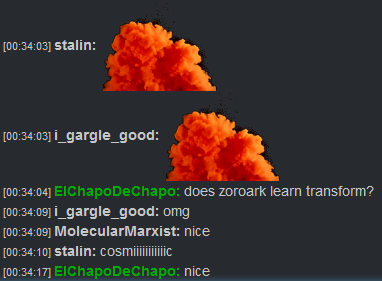 [00:34:03] stalin:
[00:34:03] i_gargle_good:
[00:34:04] ElChapoDeChapo: does zoroark learn transform?
[00:34:09] i_gargle_good: omg
[00:34:09] MolecularMarxist: nice
[00:34:10] stalin: cosmiiiiiiiiiiiic
[00:34:17] ElChapoDeChapo: nice